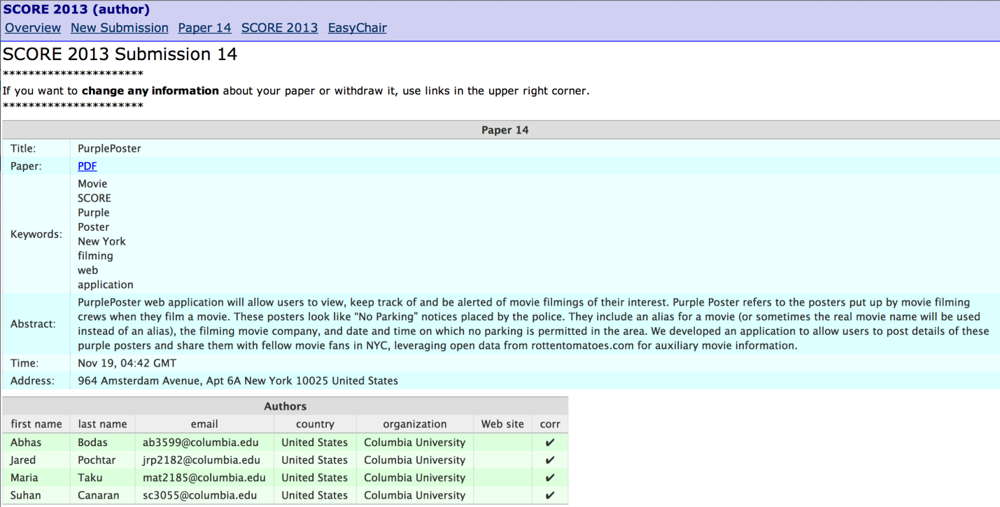 SCORE 2013 (author)
Overview New Submission Paper 14 SCORE 2013 EasyChair
SCORE 2013 Submission 14
**********************
If you want to change any information about your paper or withdraw it, use links in the upper right corner.
**********************
Paper 14
Title: PurplePoster
Paper: PDF
Keywords:
Movie
SCORE
Purple
Poster
New York
filming
web
application
Abstract:
PurplePoster web application will allow users to view, keep track of and be alerted of movie filmings of their interest. Purple Poster refers to the posters put up by movie filming
crews when they film a movie. These posters look like “No Parking” notices placed by the police. They include an alias for a movie (or sometimes the real movie name will be used
instead of an alias), the filming movie company, and date and time on which no parking is permitted in the area. We developed an application to allow users to post details of these
purple posters and share them with fellow movie fans in NYC, leveraging open data from rottentomatoes.com for auxiliary movie information.
Time: Nov 19, 04:42 GMT
Address: 964 Amsterdam Avenue, Apt 6A New York 10025 United States
Authors
first name last name email country organization Web site corr
Abhas Bodas ab3599@columbia.edu United States Columbia University ✔
Jared Pochtar jrp2182@columbia.edu United States Columbia University ✔
Maria Taku mat2185@columbia.edu United States Columbia University ✔
Suhan Canaran sc3055@columbia.edu United States Columbia University ✔